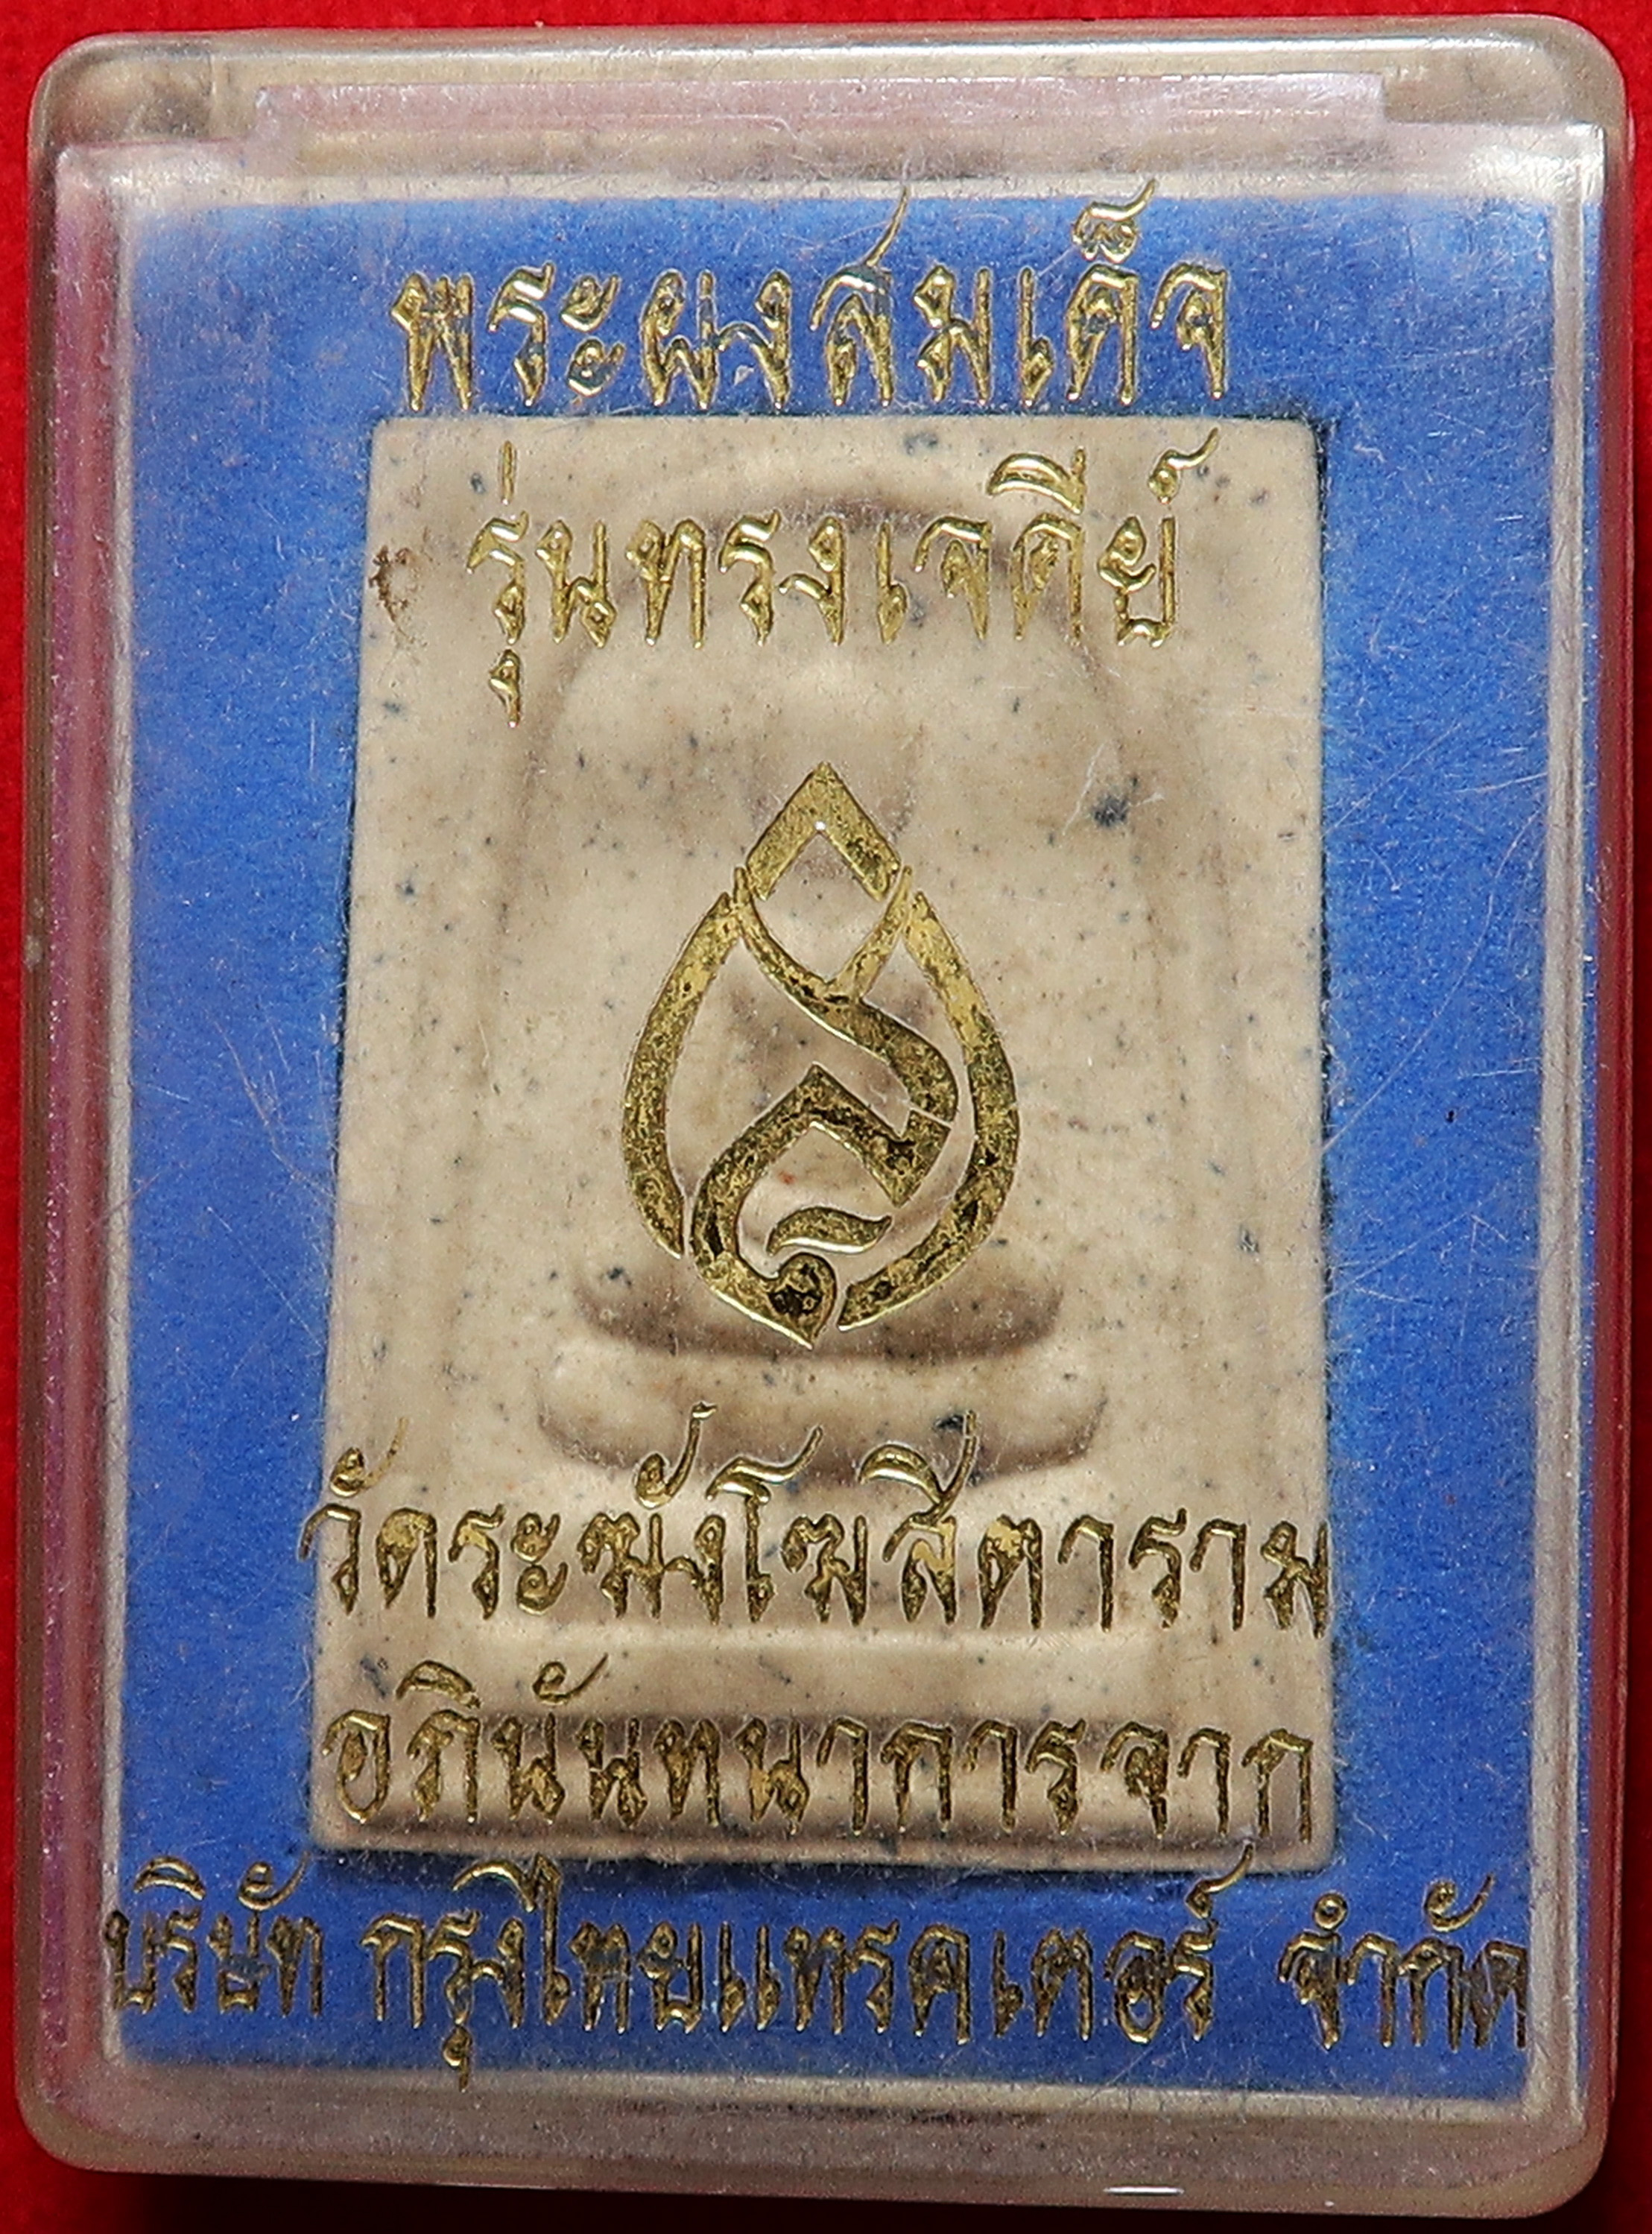 พระผงสมเด็จ
รุ่นทรงเจดีย์
วัดระฆังโฆสิตาราม
อภินันทนาการจาก
บริษัท กรุงไทยแทรคเตอร์ จำกัด